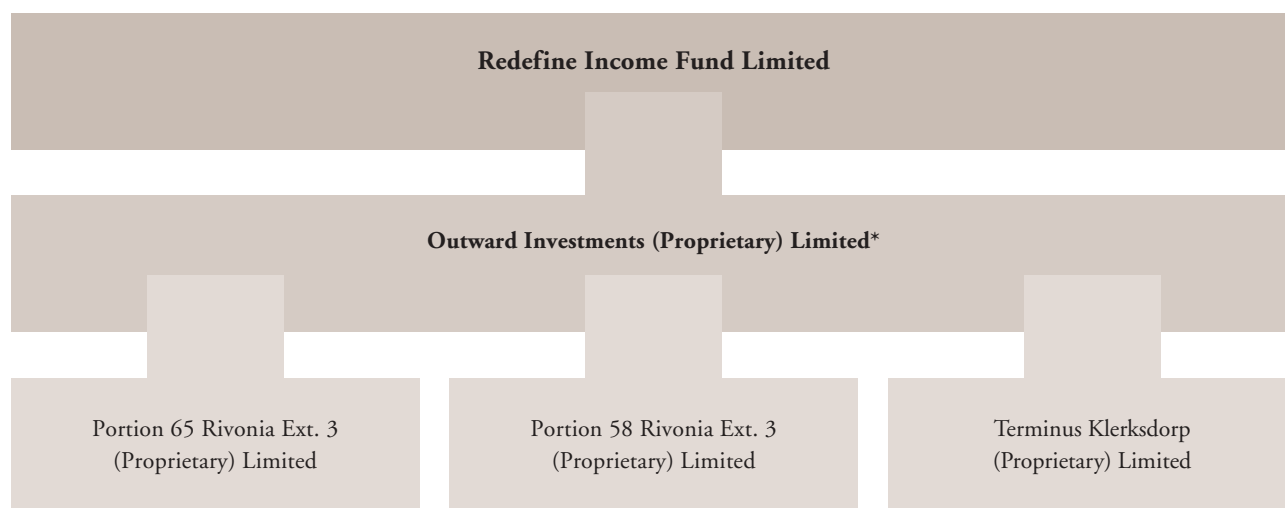 Redefine Income Fund Limited
Outward Investments (Proprietary) Limited*
Portion 65 Rivonia Ext. 3
(Proprietary) Limited
Portion 58 Rivonia Ext. 3
(Proprietary) Limited
Terminus Klerksdorp
(Proprietary) Limited